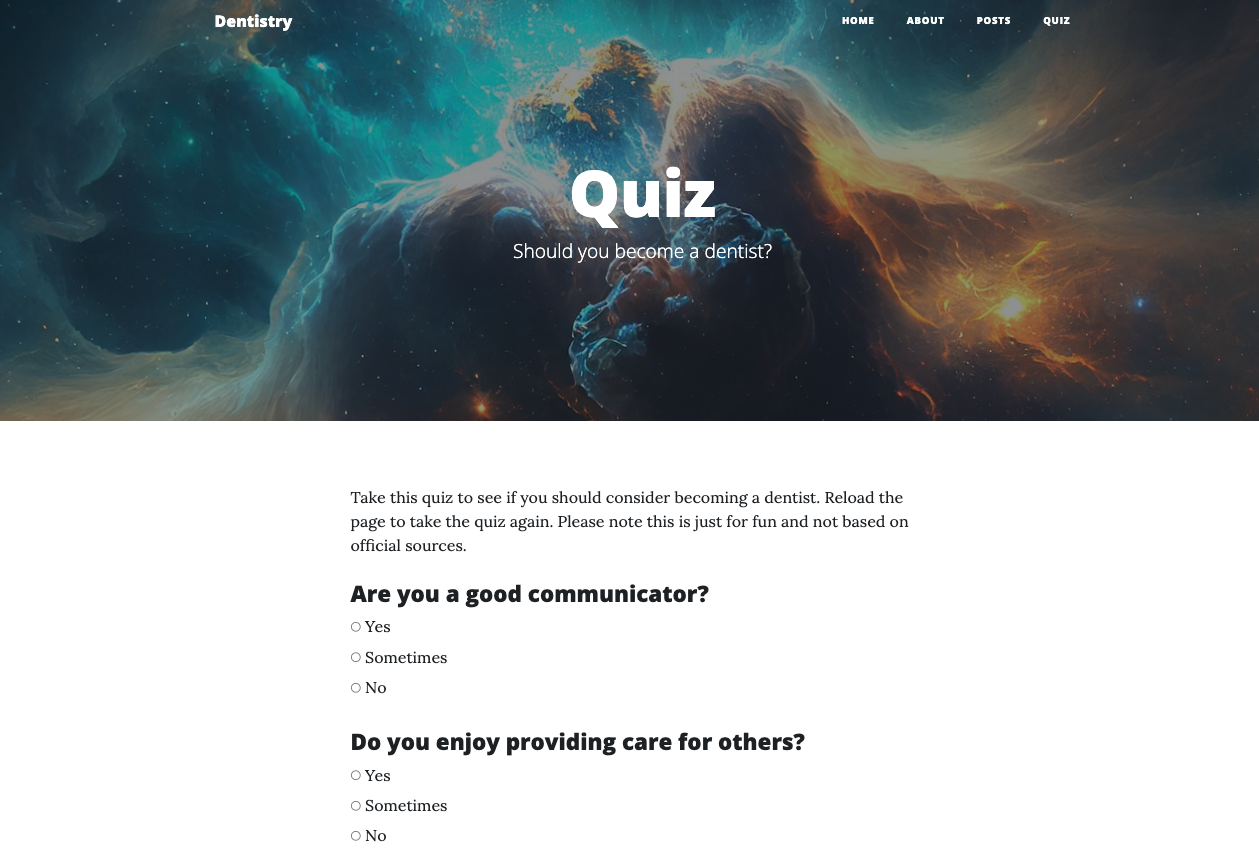 Dentistry
HOME ABOUT POSTS QUIZ
Quiz
Should you become a dentist?
Take this quiz to see if you should consider becoming a dentist. Reload the
page to take the quiz again. Please note this is just for fun and not based on
official sources.
Are you a good communicator?
Yes
Sometimes
No
Do you enjoy providing care for others?
Yes
Sometimes
No